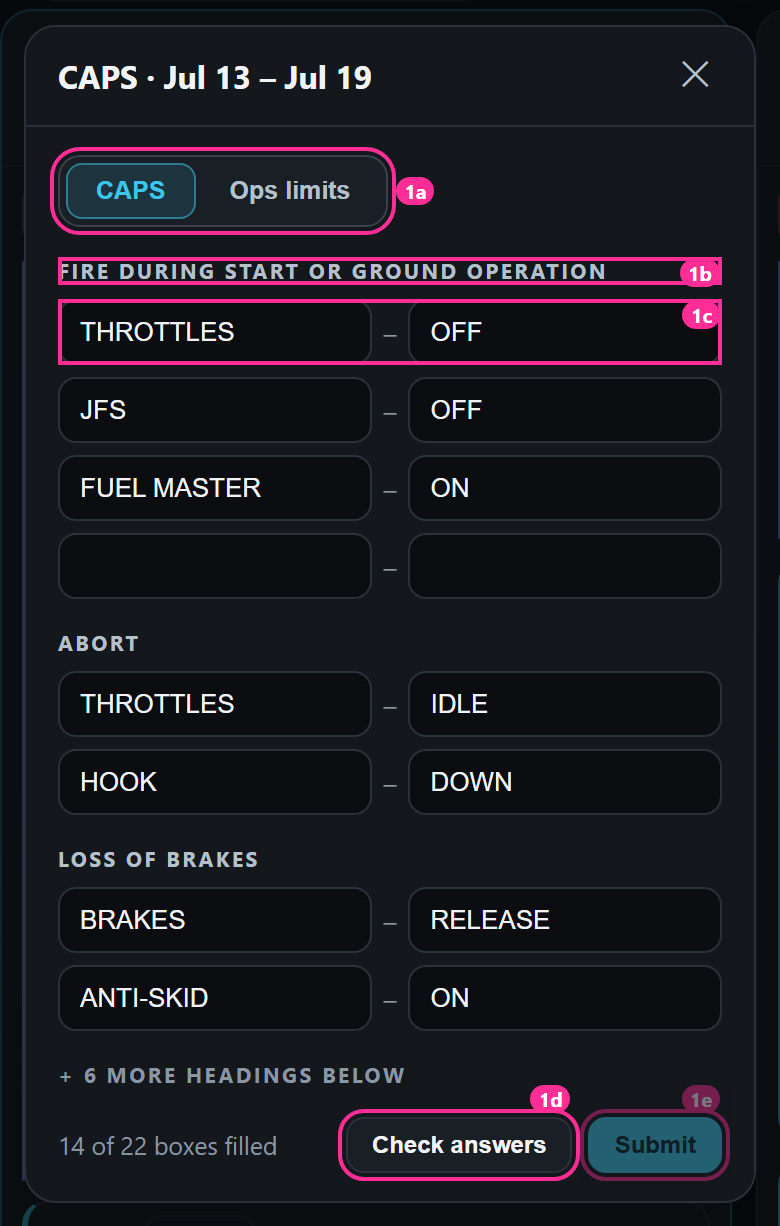 CAPS · Jul 13 – Jul 19
CAPS Ops limits 1a
FIRE DURING START OR GROUND OPERATION 1b
THROTTLES – OFF 1c
JFS – OFF
FUEL MASTER – ON
–
ABORT
THROTTLES – IDLE
HOOK – DOWN
LOSS OF BRAKES
BRAKES – RELEASE
ANTI-SKID – ON
+ 6 MORE HEADINGS BELOW
1d 1e
14 of 22 boxes filled Check answers Submit